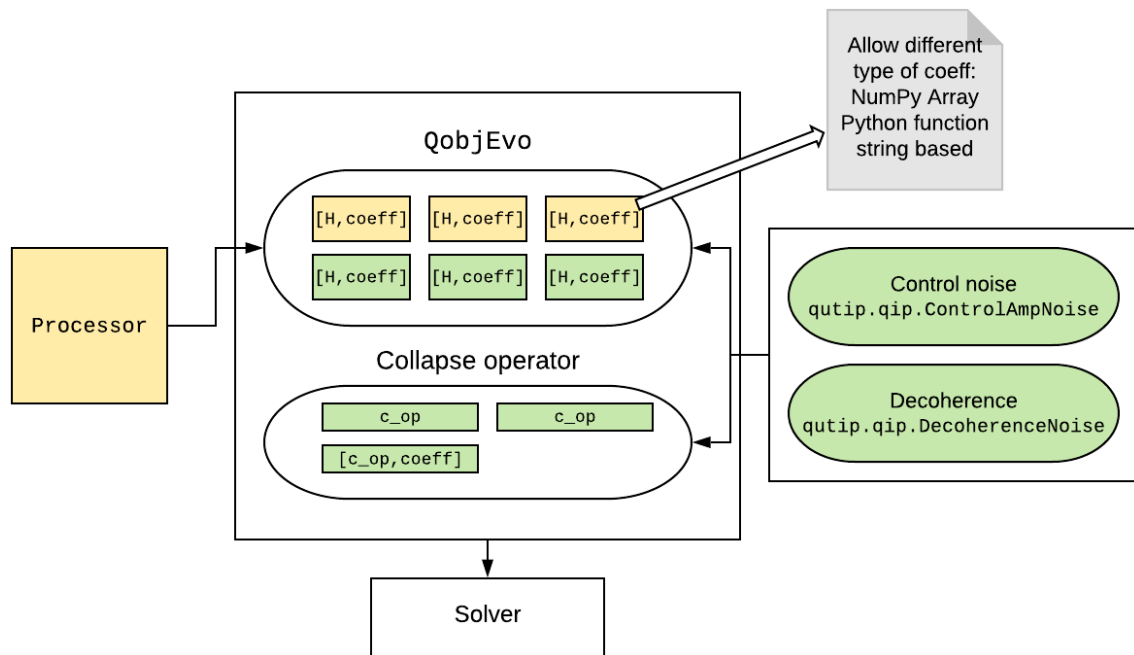 Allow different
type of coeff:
NumPy Array
Python function
string based
QobjEvo
[H,coeff] [H,coeff] [H,coeff]
[H,coeff] [H,coeff] [H,coeff]
Processor
Control noise
qutip.qip.ControlAmpNoise
Collapse operator
c_op c_op
[c_op,coeff]
Decoherence
qutip.qip.DecoherenceNoise
Solver